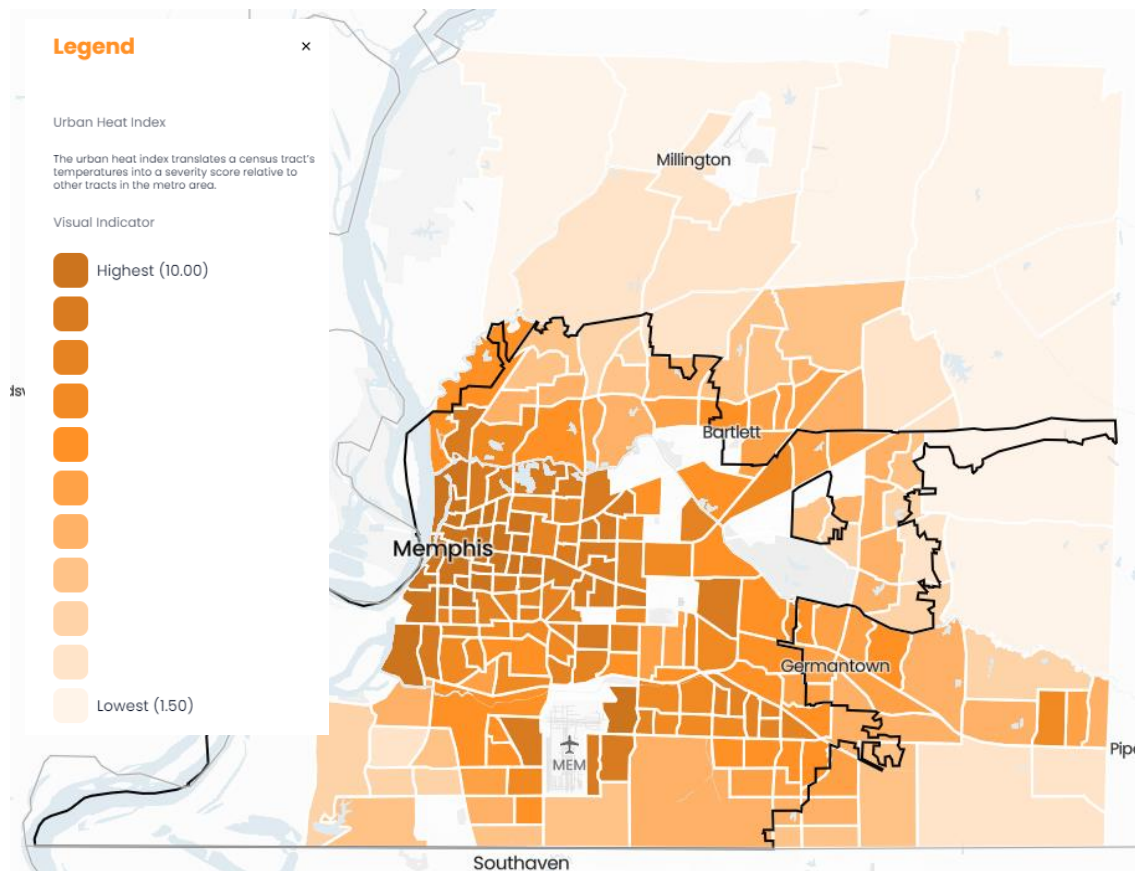 Legend
×
Urban Heat Index
The urban heat index translates a census tract's
temperatures into a severity score relative to
other tracts in the metro area.
Visual Indicator
Highest (10.00)
Lowest (1.50)
Millington
Bartlett
Memphis
Germantown
MEM
Southaven